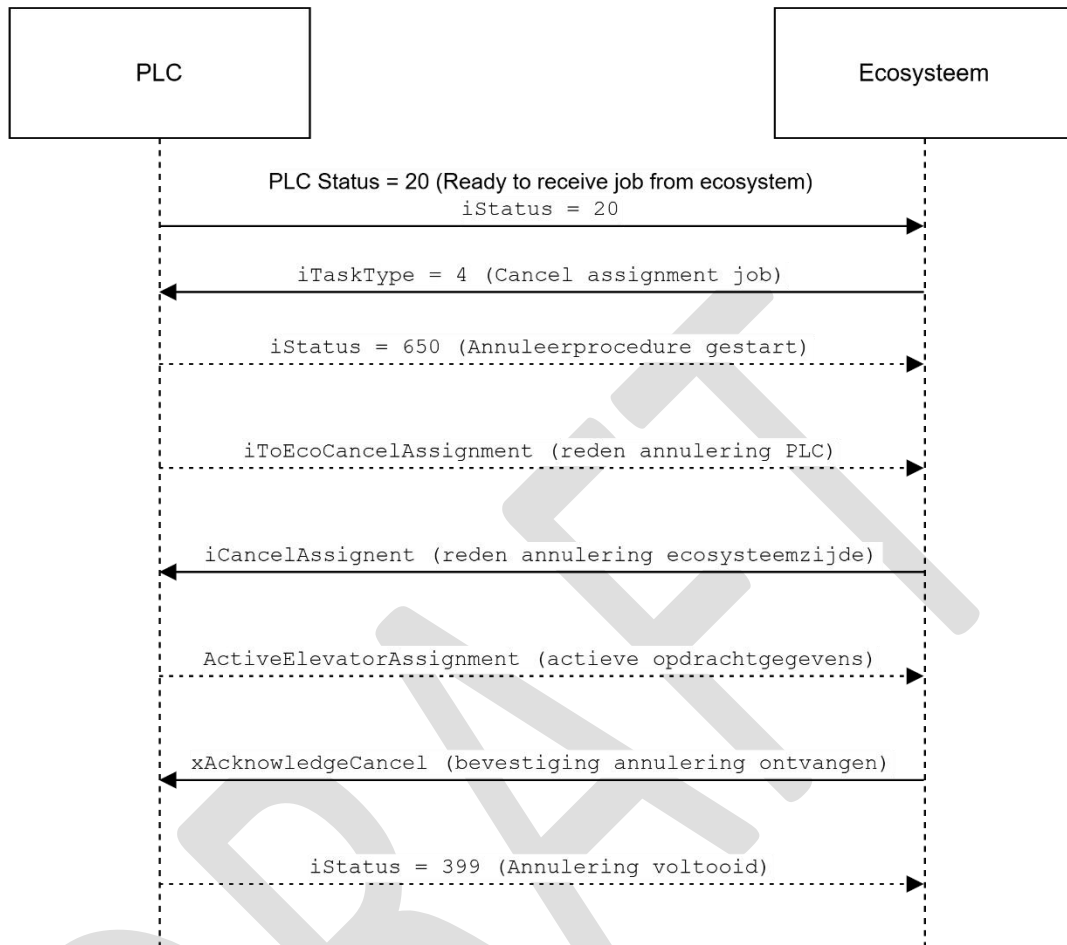 PLC
Ecosysteem
PLC Status = 20 (Ready to receive job from ecosystem)
iStatus = 20
iTaskType = 4 (Cancel assignment job)
iStatus = 650 (Annuleerprocedure gestart)
iToEcoCancelAssignment (reden annulering PLC)
iCancelAssignent (reden annulering ecosysteemzijde)
ActiveElevatorAssignment (actieve opdrachtgegevens)
xAcknowledgeCancel (bevestiging annulering ontvangen)
iStatus = 399 (Annulering voltooid)
DRAFT